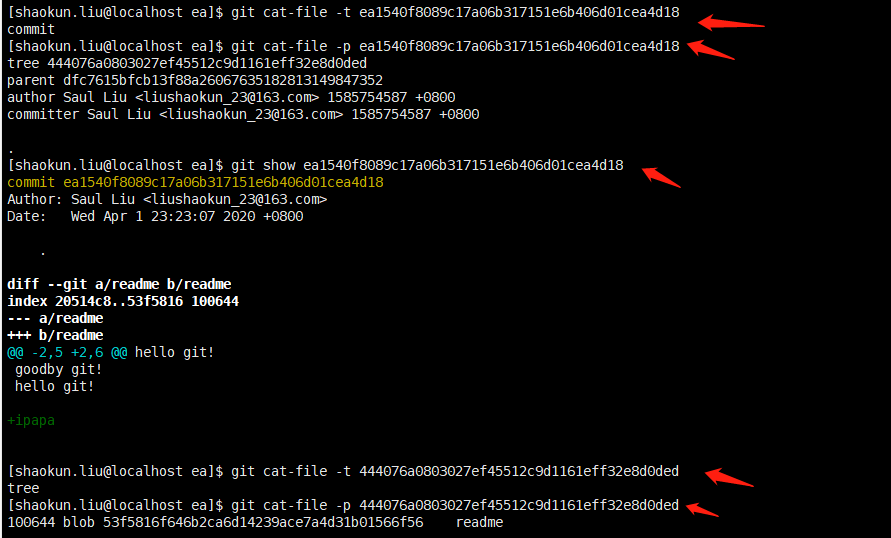 [shaokun.liu@localhost ea]$ git cat-file -t ea1540f8089c17a06b317151e6b406d01cea4d18
commit
[shaokun.liu@localhost ea]$ git cat-file -p ea1540f8089c17a06b317151e6b406d01cea4d18
tree 444076a0803027ef45512c9d1161eff32e8d0ded
parent dfc7615bfcb13f88a26067635182813149847352
author Saul Liu <liushaokun_23@163.com> 1585754587 +0800
committer Saul Liu <liushaokun_23@163.com> 1585754587 +0800
.
[shaokun.liu@localhost ea]$ git show ea1540f8089c17a06b317151e6b406d01cea4d18
commit ea1540f8089c17a06b317151e6b406d01cea4d18
Author: Saul Liu <liushaokun_23@163.com>
Date:   Wed Apr 1 23:23:07 2020 +0800
    .
diff --git a/readme b/readme
index 20514c8..53f5816 100644
--- a/readme
+++ b/readme
@@ -2,5 +2,6 @@ hello git!
 goodby git!
 hello git!
+ipapa
[shaokun.liu@localhost ea]$ git cat-file -t 444076a0803027ef45512c9d1161eff32e8d0ded
tree
[shaokun.liu@localhost ea]$ git cat-file -p 444076a0803027ef45512c9d1161eff32e8d0ded
100644 blob 53f5816f646b2ca6d14239ace7a4d31b01566f56    readme